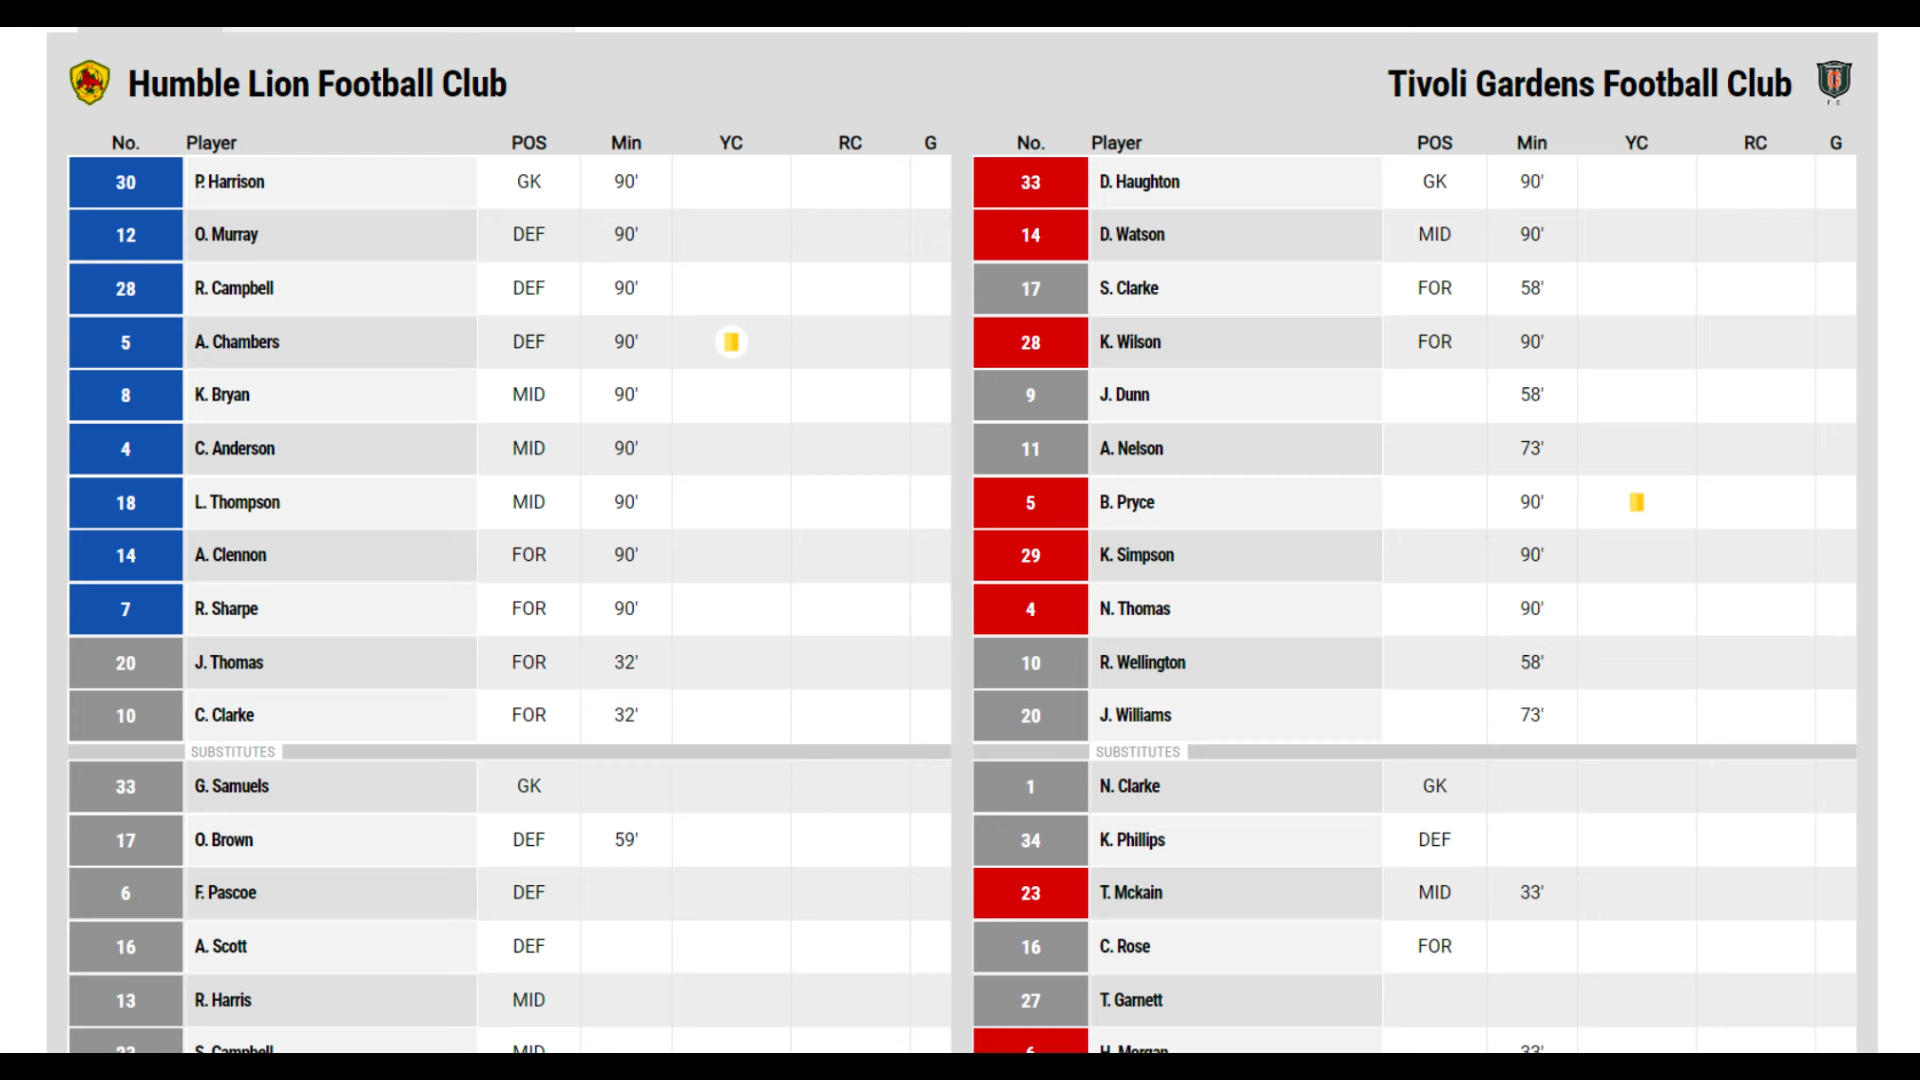 Humble Lion Football Club
Tivoli Gardens Football Club
No. Player POS Min YC RC G
30 P. Harrison GK 90'
12 O. Murray DEF 90'
28 R. Campbell DEF 90'
5 A. Chambers DEF 90'
8 K. Bryan MID 90'
4 C. Anderson MID 90'
18 L. Thompson MID 90'
14 A. Clennon FOR 90'
7 R. Sharpe FOR 90'
20 J. Thomas FOR 32'
10 C. Clarke FOR 32'
SUBSTITUTES
33 G. Samuels GK
17 O. Brown DEF 59'
6 F. Pascoe DEF
16 A. Scott DEF
13 R. Harris MID
S. Campbell MID
No. Player POS Min YC RC G
33 D. Haughton GK 90'
14 D. Watson MID 90'
17 S. Clarke FOR 58'
28 K. Wilson FOR 90'
9 J. Dunn 58'
11 A. Nelson 73'
5 B. Pryce 90'
29 K. Simpson 90'
4 N. Thomas 90'
10 R. Wellington 58'
20 J. Williams 73'
SUBSTITUTES
1 N. Clarke GK
34 K. Phillips DEF
23 T. Mckain MID 33'
16 C. Rose FOR
27 T. Garnett
6 H. Morgan 33'